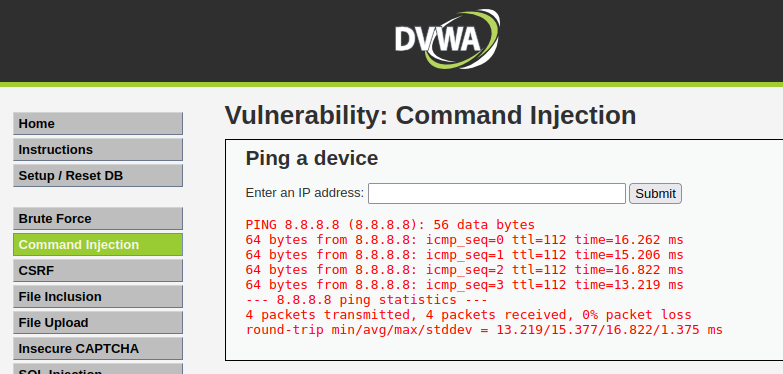 DVWA
Vulnerability: Command Injection
Home
Instructions
Setup / Reset DB
Brute Force
Command Injection
CSRF
File Inclusion
File Upload
Insecure CAPTCHA
SQL Injection
Ping a device
Enter an IP address: Submit
PING 8.8.8.8 (8.8.8.8): 56 data bytes
64 bytes from 8.8.8.8: icmp_seq=0 ttl=112 time=16.262 ms
64 bytes from 8.8.8.8: icmp_seq=1 ttl=112 time=15.206 ms
64 bytes from 8.8.8.8: icmp_seq=2 ttl=112 time=16.822 ms
64 bytes from 8.8.8.8: icmp_seq=3 ttl=112 time=13.219 ms
--- 8.8.8.8 ping statistics ---
4 packets transmitted, 4 packets received, 0% packet loss
round-trip min/avg/max/stddev = 13.219/15.377/16.822/1.375 ms